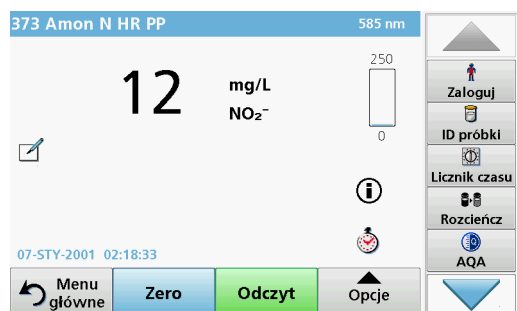 373 Amon N HR PP 585 nm
250
12 mg/L
NO₂⁻
0
07-STY-2001 02:18:33
Menu główne
Zero
Odczyt
Opcje
Zaloguj
ID próbki
Licznik czasu
Rozcieńcz
AQA